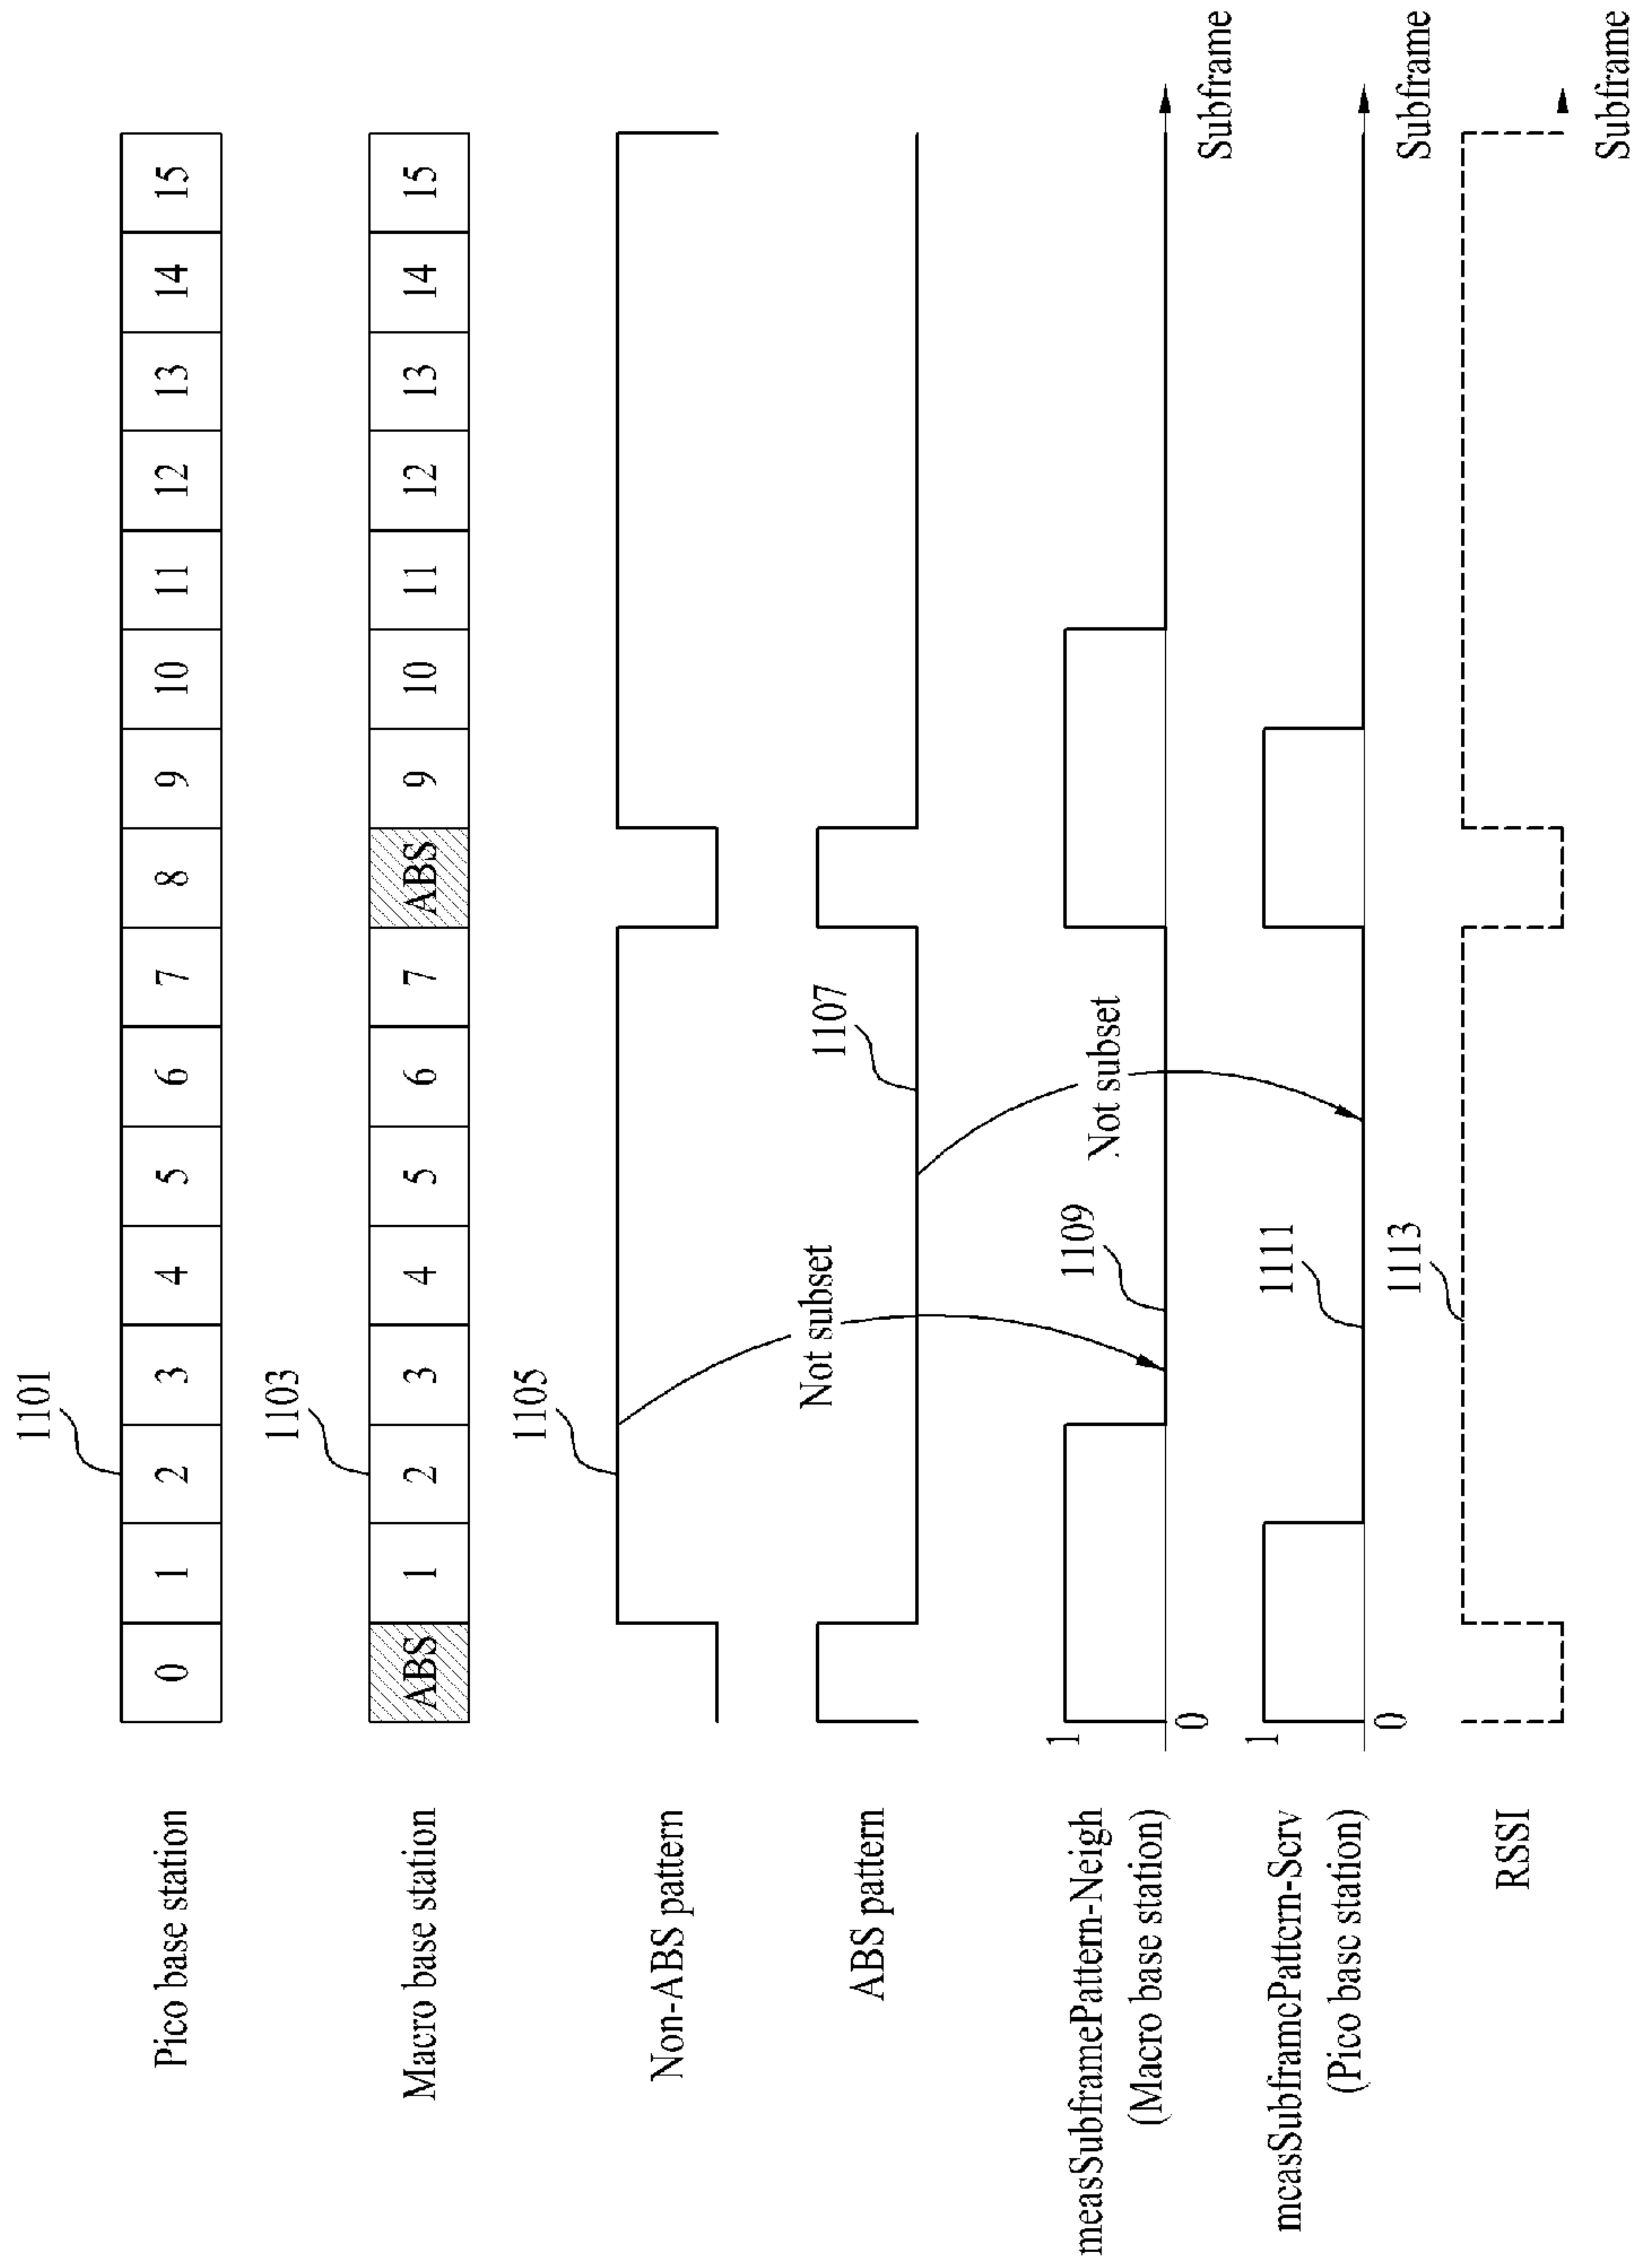 1101
Pico base station
0 1 2 3 4 5 6 7 8 9 10 11 12 13 14 15
1103
Macro base station
ABS 1 2 3 4 5 6 7 ABS 9 10 11 12 13 14 15
1105
Non-ABS pattern
Not subset
1107
ABS pattern
Not subset
1109
1
measSubframePattern-Neigh
(Macro base station)
0
Subframe
1111
1
measSubframePattern-Serv
(Pico base station)
0
Subframe
1113
RSSI
Subframe